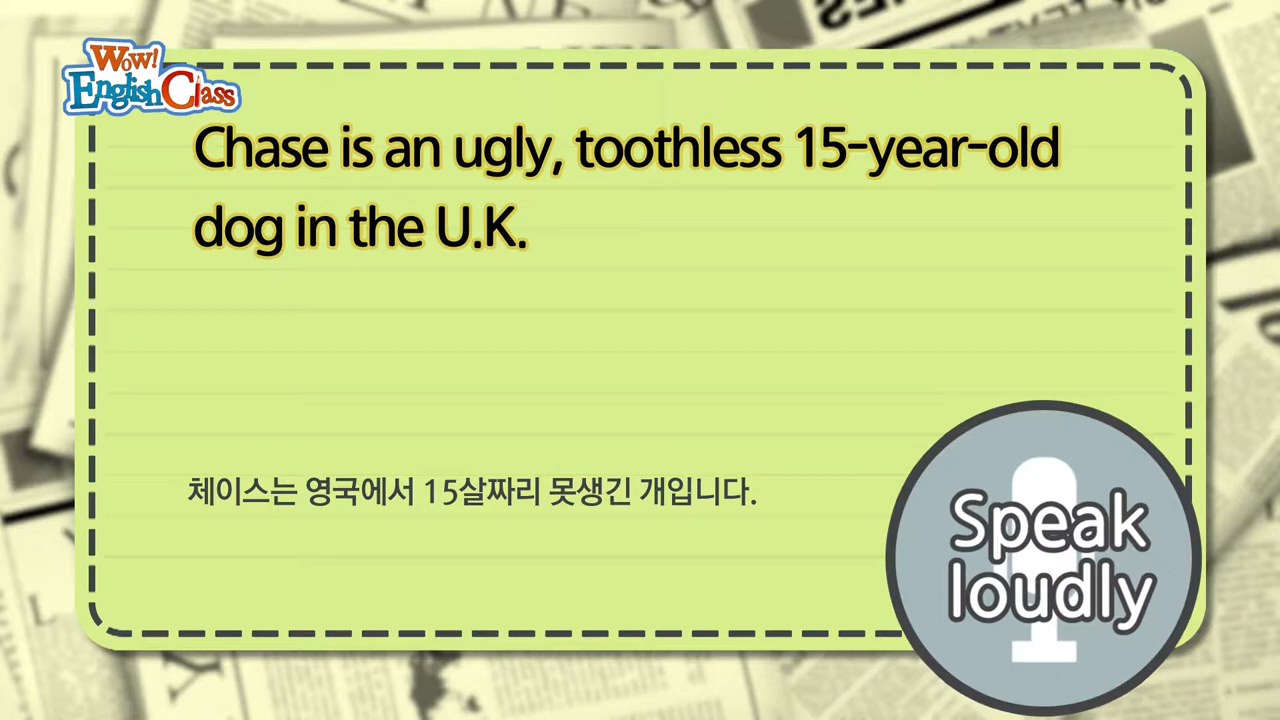 Wow!
English Class
Chase is an ugly, toothless 15-year-old
dog in the U.K.
체이스는 영국에서 15살짜리 못생긴 개입니다.
Speak
loudly